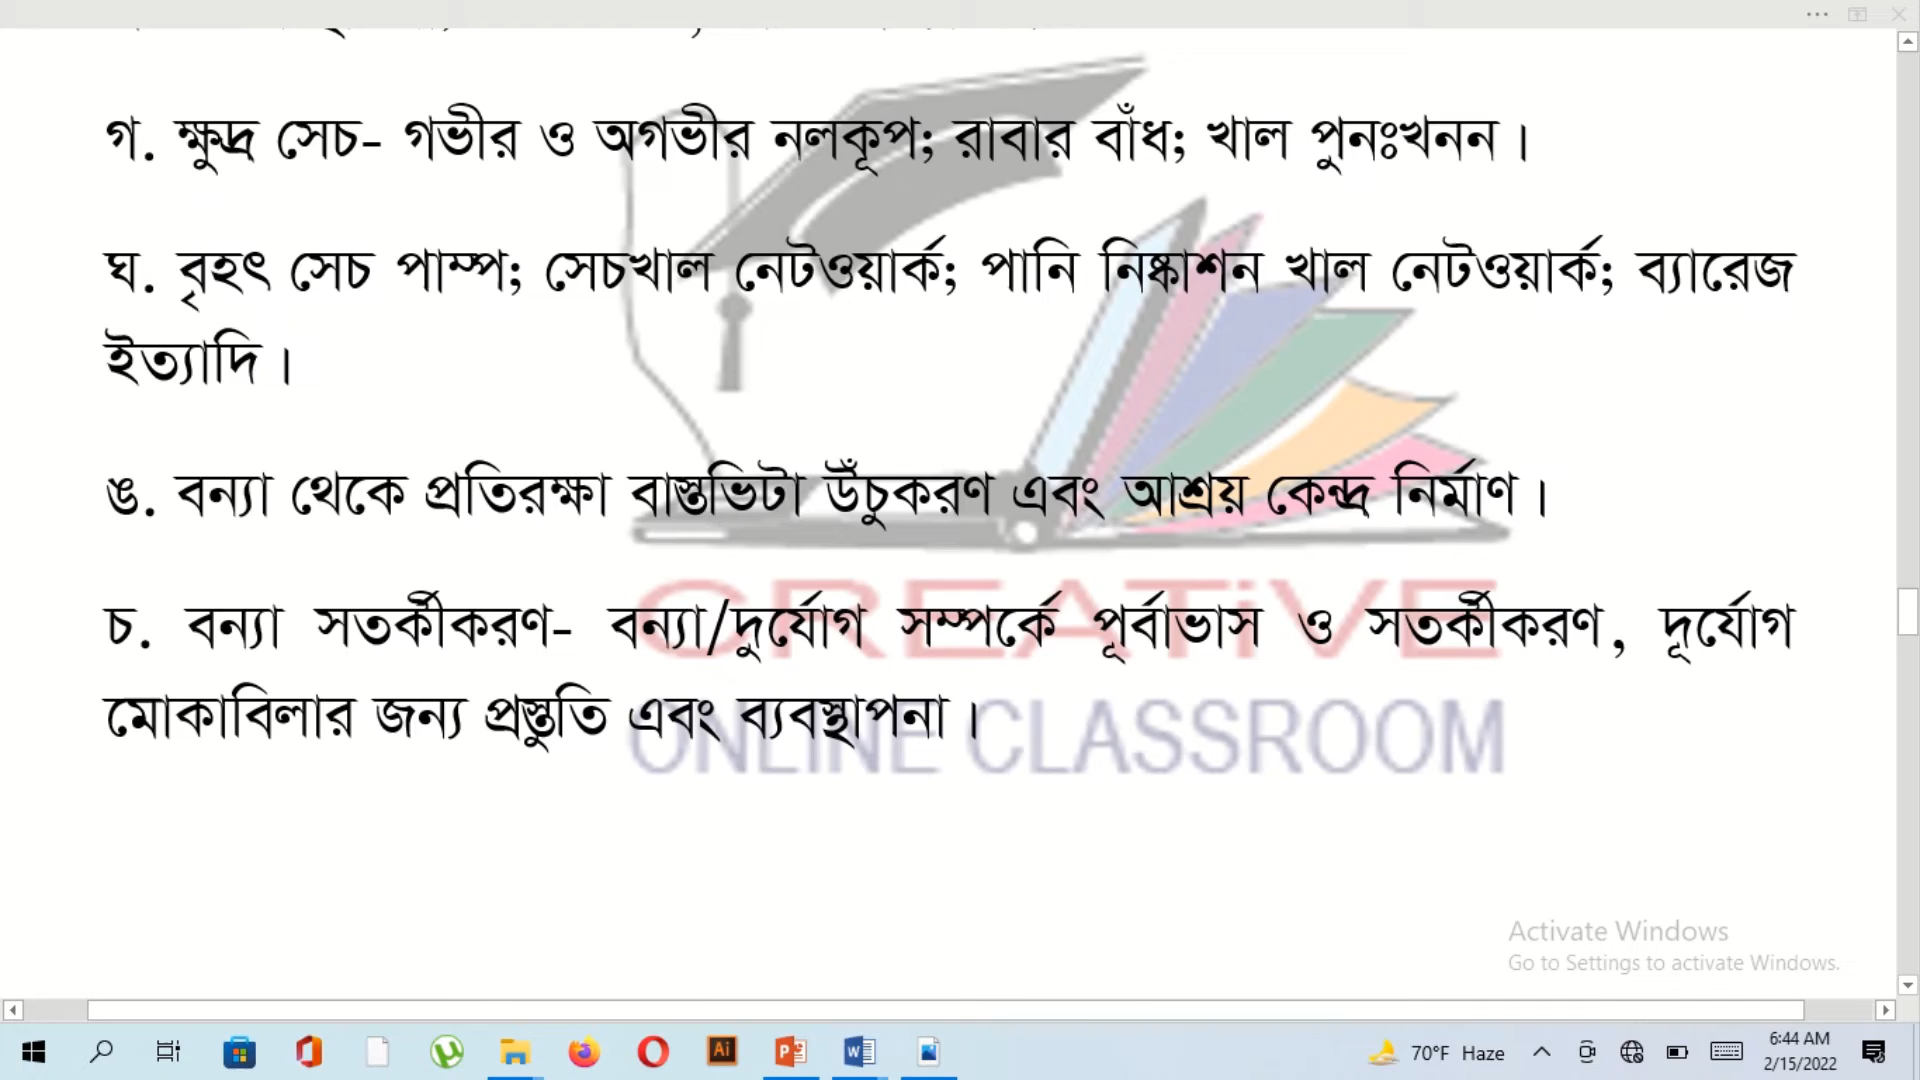 গ. ক্ষুদ্র সেচ- গভীর ও অগভীর নলকূপ; রাবার বাঁধ; খাল পুনঃখনন।
ঘ. বৃহৎ সেচ পাম্প; সেচখাল নেটওয়ার্ক; পানি নিষ্কাশন খাল নেটওয়ার্ক; ব্যারেজ
ইত্যাদি।
ঙ. বন্যা থেকে প্রতিরক্ষা বাস্তভিটা উঁচুকরণ এবং আশ্রয় কেন্দ্র নির্মাণ।
চ. বন্যা সতর্কীকরণ- বন্যা/দুর্যোগ সম্পর্কে পূর্বাভাস ও সতর্কীকরণ, দূর্যোগ
মোকাবিলার জন্য প্রস্তুতি এবং ব্যবস্থাপনা।
CREATiVE
ONLINE CLASSROOM
Activate Windows
Go to Settings to activate Windows.
Ai
70°F Haze
6:44 AM
2/15/2022